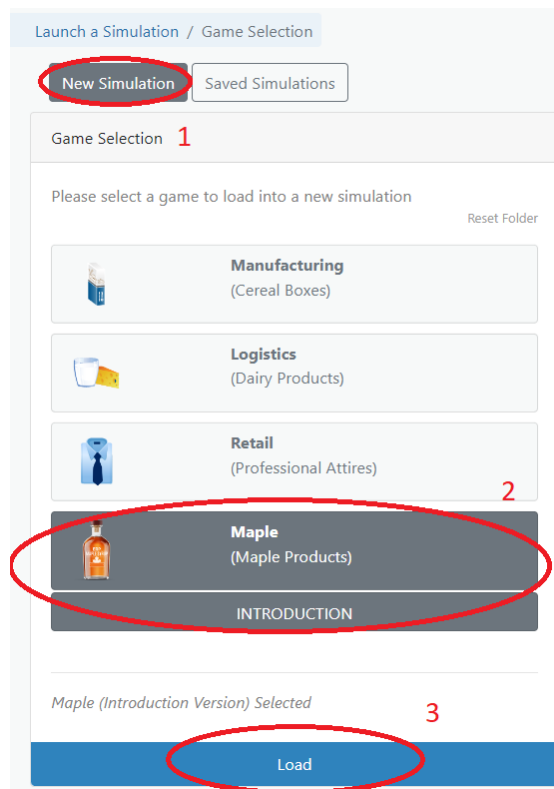 Launch a Simulation / Game Selection
New Simulation Saved Simulations
Game Selection 1
Please select a game to load into a new simulation
Reset Folder
Manufacturing
(Cereal Boxes)
Logistics
(Dairy Products)
Retail
(Professional Attires)
2
Maple
(Maple Products)
INTRODUCTION
Maple (Introduction Version) Selected
3
Load